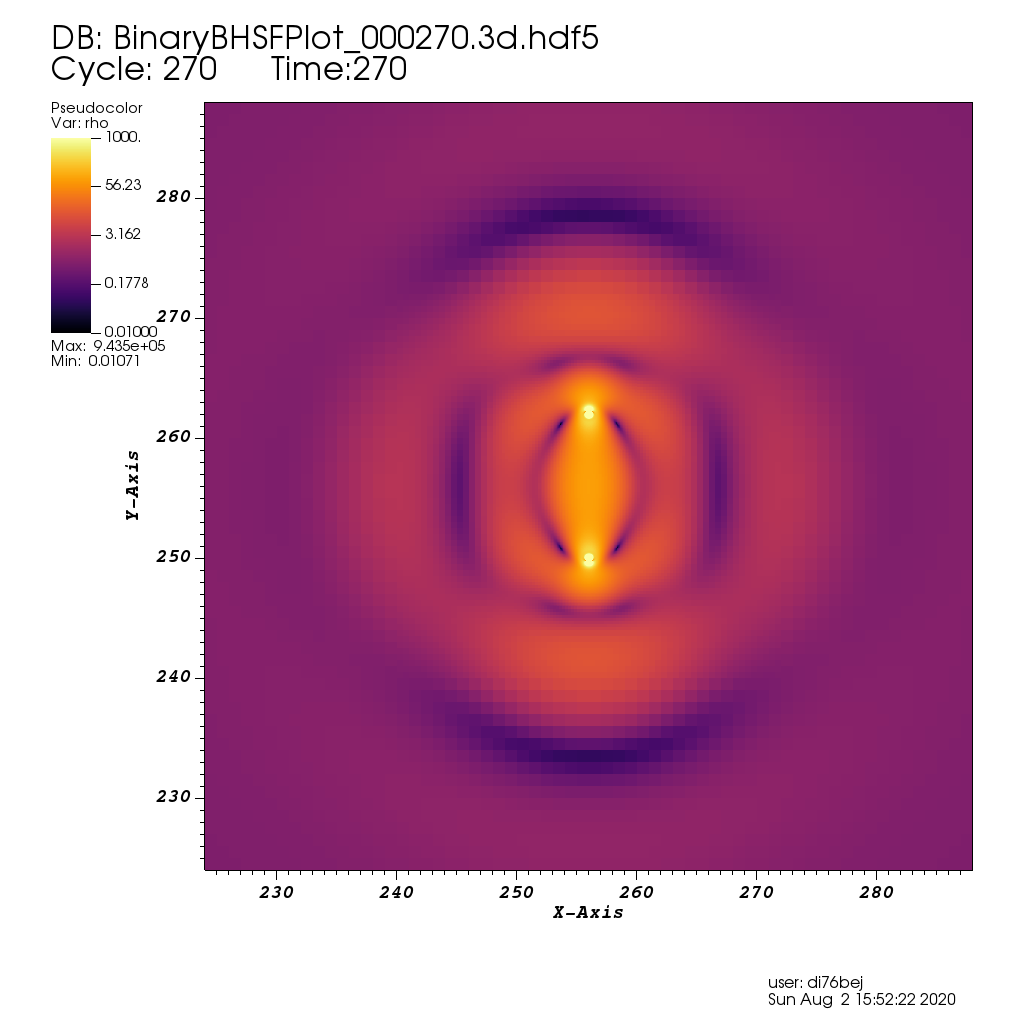 DB: BinaryBHSFPlot_000270.3d.hdf5
Cycle: 270 Time:270
Pseudocolor
Var: rho
1000.
56.23
3.162
0.1778
0.01000
Max: 9.435e+05
Min: 0.01071
280
270
260
250
240
230
Y-Axis
230 240 250 260 270 280
X-Axis
user: di76bej
Sun Aug 2 15:52:22 2020